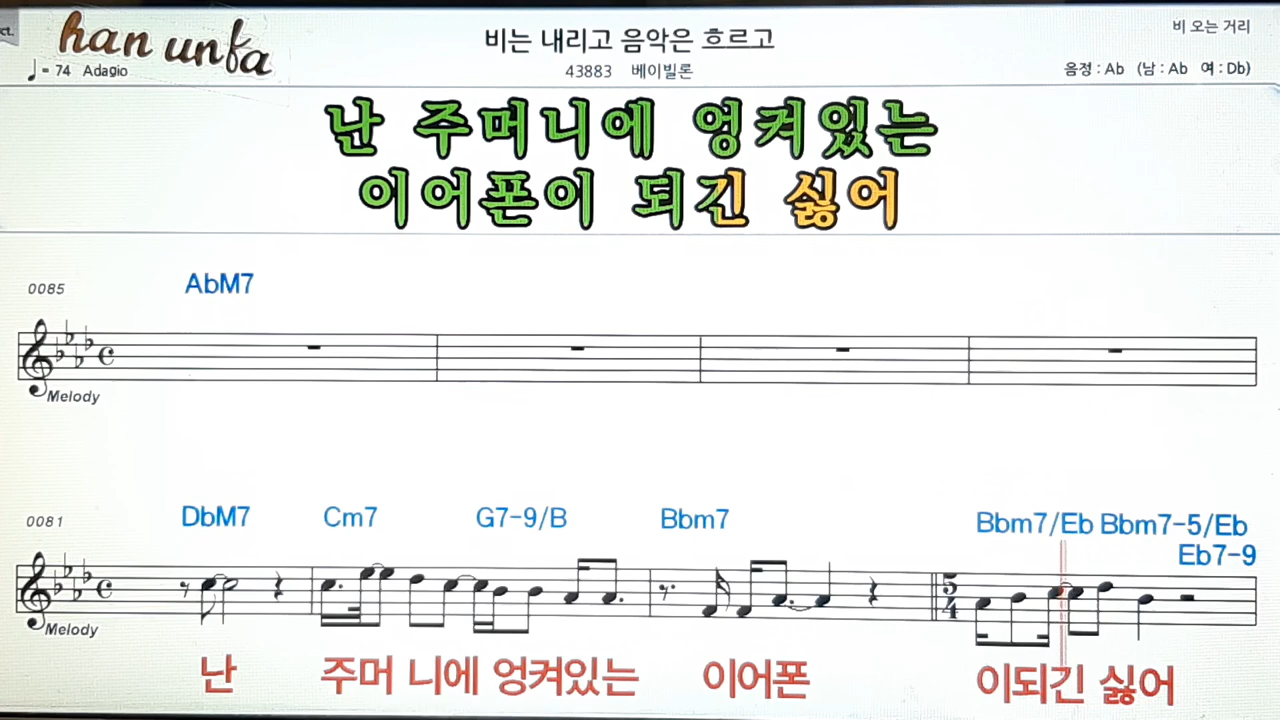 ct.
han unka
비는 내리고 음악은 흐르고
비 오는 거리
♩= 74 Adagio
43883 베이빌론
음정 : Ab (남 : Ab 여 : Db)
난 주머니에 엉켜있는
이어폰이 되긴 싫어
0085
AbM7
Melody
0081
DbM7 Cm7 G7-9/B Bbm7 Bbm7/Eb Bbm7-5/Eb
Eb7-9
5
4
Melody
난 주머 니에 엉켜있는 이어폰 이되긴 싫어